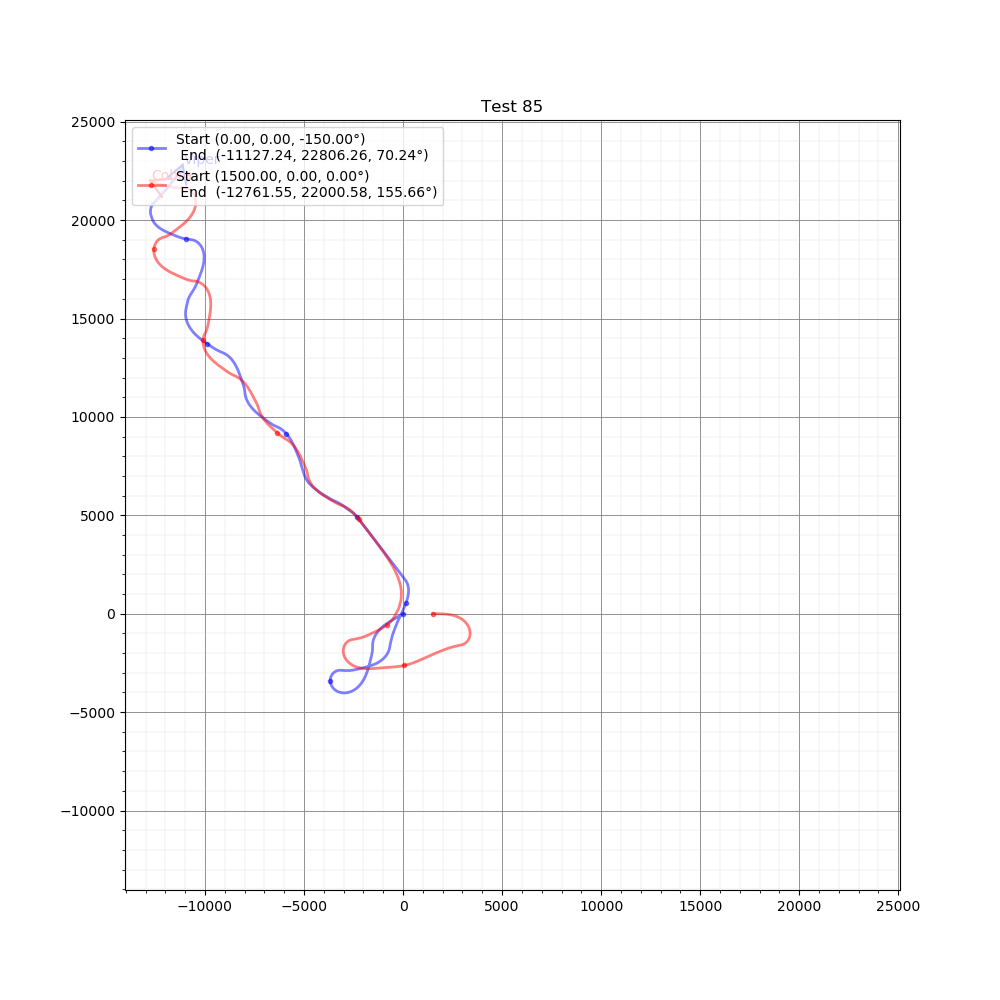 Test 85
Start (0.00, 0.00, -150.00°)
End (-11127.24, 22806.26, 70.24°)
Start (1500.00, 0.00, 0.00°)
End (-12761.55, 22000.58, 155.66°)
25000
20000
15000
10000
5000
0
−5000
−10000
−10000 −5000 0 5000 10000 15000 20000 25000